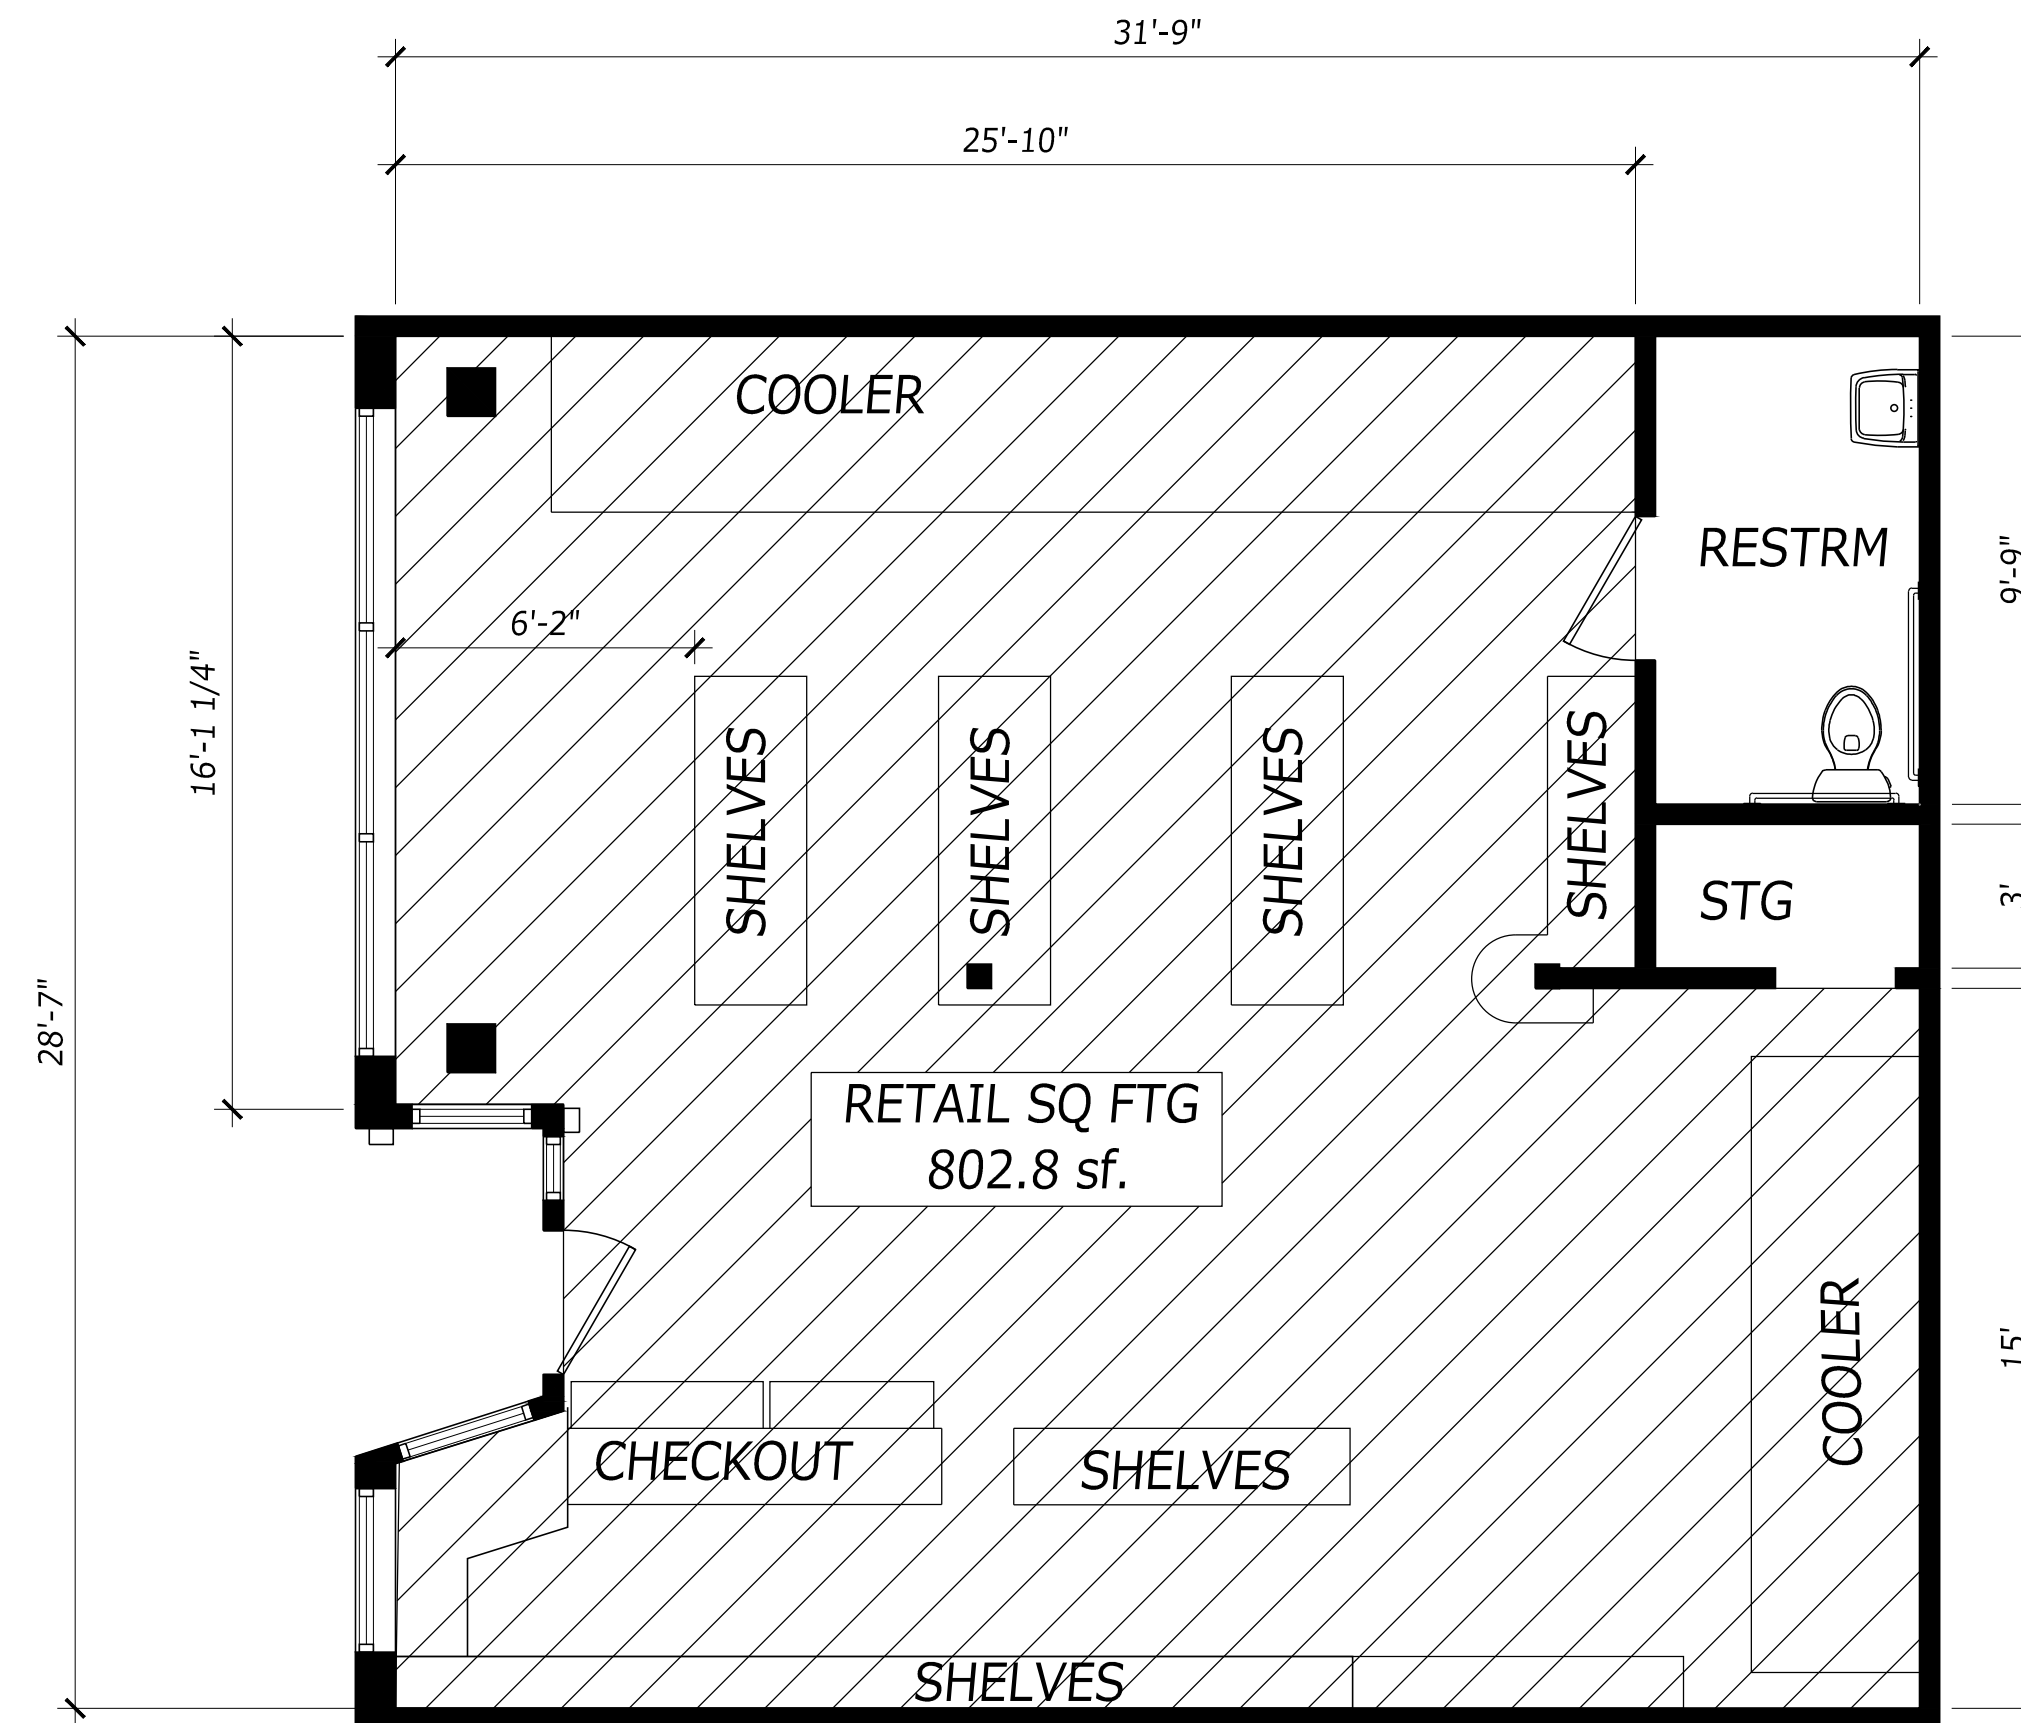 31'-9"
25'-10"
COOLER
RESTRM
9'-9"
6'-2"
16'-1 1/4"
SHELVES
SHELVES
SHELVES
SHELVES
STG
3'
28'-7"
RETAIL SQ FTG
802.8 sf.
COOLER
15'
CHECKOUT
SHELVES
SHELVES